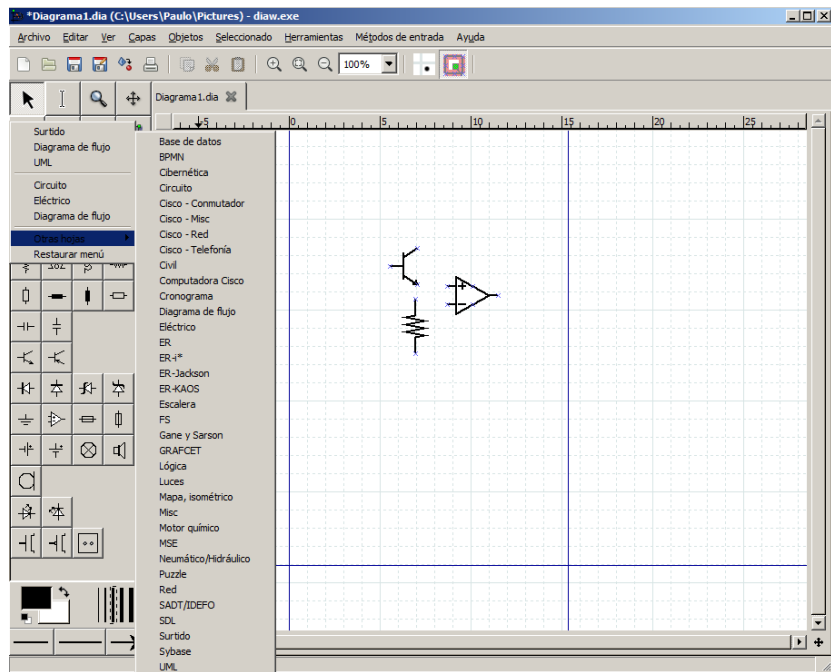 *Diagrama1.dia (C:\Users\Paulo\Pictures) - diaw.exe
Archivo Editar Ver Capas Objetos Seleccionado Herramientas Métodos de entrada Ayuda
100%
Diagrama1.dia
5 0 5 10 15 20 25
Surtido
Diagrama de flujo
UML
Circuito
Eléctrico
Diagrama de flujo
Otras hojas
Restaurar menú
Base de datos
BPMN
Cibernética
Circuito
Cisco - Conmutador
Cisco - Misc
Cisco - Red
Cisco - Telefonía
Civil
Computadora Cisco
Cronograma
Diagrama de flujo
Eléctrico
ER
ER-i*
ER-Jackson
ER-KAOS
Escalera
FS
Gane y Sarson
GRAFCET
Lógica
Luces
Mapa, isométrico
Misc
Motor químico
MSE
Neumático/Hidráulico
Puzzle
Red
SADT/IDEF0
SDL
Surtido
Sybase
UML